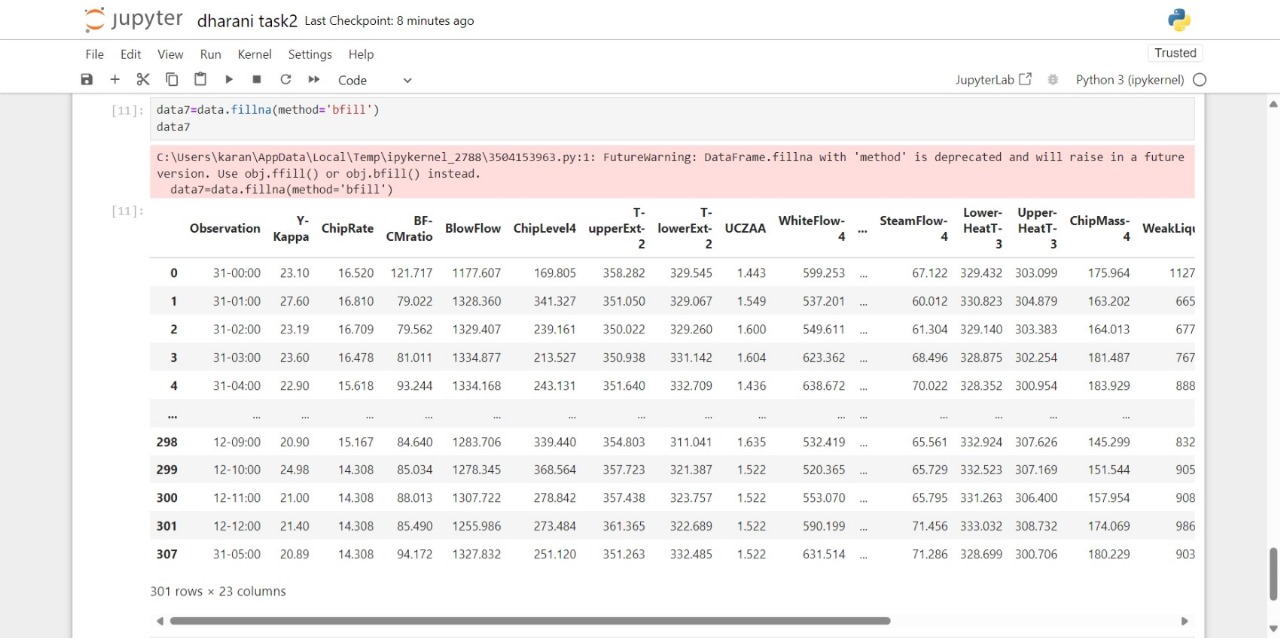 jupyter dharani task2 Last Checkpoint: 8 minutes ago
File Edit View Run Kernel Settings Help Trusted
Code JupyterLab Python 3 (ipykernel)
[11]: data7=data.fillna(method='bfill')
data7
C:\Users\karan\AppData\Local\Temp\ipykernel_2788\3504153963.py:1: FutureWarning: DataFrame.fillna with 'method' is deprecated and will raise in a future
version. Use obj.ffill() or obj.bfill() instead.
data7=data.fillna(method='bfill')
[11]:
Observation Y-Kappa ChipRate BF-CMratio BlowFlow ChipLevel4 T-upperExt-2 T-lowerExt-2 UCZAA WhiteFlow-4 ... SteamFlow-4 Lower-HeatT-3 Upper-HeatT-3 ChipMass-4 WeakLiqu
0 31-00:00 23.10 16.520 121.717 1177.607 169.805 358.282 329.545 1.443 599.253 ... 67.122 329.432 303.099 175.964 1127
1 31-01:00 27.60 16.810 79.022 1328.360 341.327 351.050 329.067 1.549 537.201 ... 60.012 330.823 304.879 163.202 665
2 31-02:00 23.19 16.709 79.562 1329.407 239.161 350.022 329.260 1.600 549.611 ... 61.304 329.140 303.383 164.013 677
3 31-03:00 23.60 16.478 81.011 1334.877 213.527 350.938 331.142 1.604 623.362 ... 68.496 328.875 302.254 181.487 767
4 31-04:00 22.90 15.618 93.244 1334.168 243.131 351.640 332.709 1.436 638.672 ... 70.022 328.352 300.954 183.929 888
... ... ... ... ... ... ... ... ... ... ... ... ... ... ... ...
298 12-09:00 20.90 15.167 84.640 1283.706 339.440 354.803 311.041 1.635 532.419 ... 65.561 332.924 307.626 145.299 832
299 12-10:00 24.98 14.308 85.034 1278.345 368.564 357.723 321.387 1.522 520.365 ... 65.729 332.523 307.169 151.544 905
300 12-11:00 21.00 14.308 88.013 1307.722 278.842 357.438 323.757 1.522 553.070 ... 65.795 331.263 306.400 157.954 908
301 12-12:00 21.40 14.308 85.490 1255.986 273.484 361.365 322.689 1.522 590.199 ... 71.456 333.032 308.732 174.069 986
307 31-05:00 20.89 14.308 94.172 1327.832 251.120 351.263 332.485 1.522 631.514 ... 71.286 328.699 300.706 180.229 903
301 rows × 23 columns